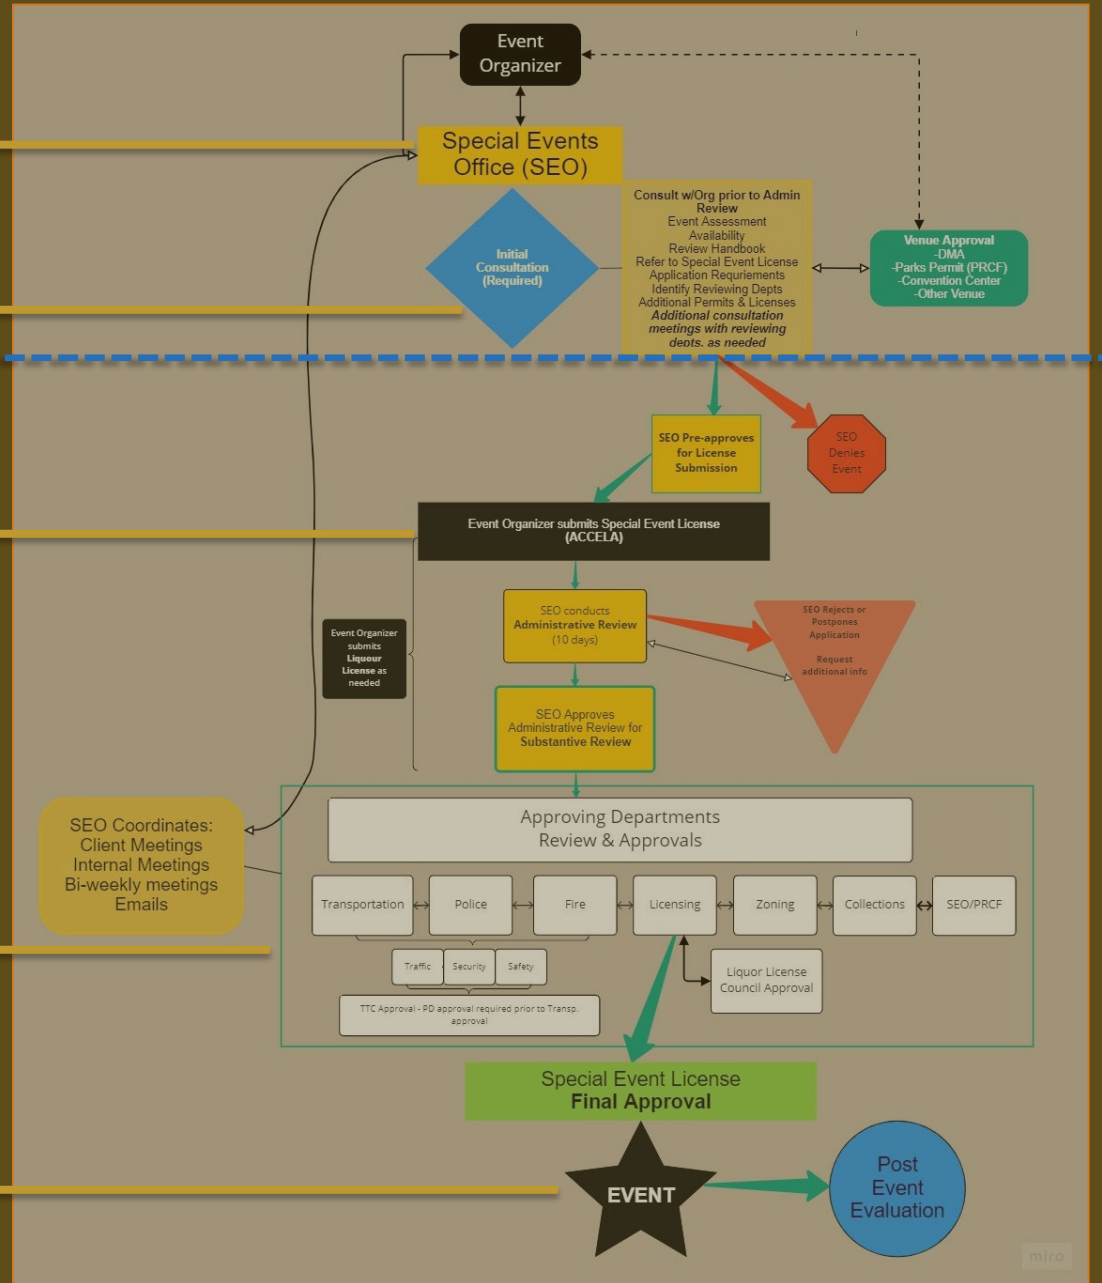 Event
Organizer
Special Events
Office (SEO)
Initial
Consultation
(Required)
Consult w/Org prior to Admin
Review
Event Assessment
Availability
Review Handbook
Refer to Special Event License
Application Requriements
Identify Reviewing Depts
Additional Permits & Licenses
Additional consultation
meetings with reviewing
depts. as needed
Venue Approval
-DMA
-Parks Permit (PRCF)
-Convention Center
-Other Venue
SEO Pre-approves
for License
Submission
SEO
Denies
Event
Event Organizer submits Special Event License
(ACCELA)
Event Organizer
submits
Liquour
License as
needed
SEO conducts
Administrative Review
(10 days)
SEO Rejects or
Postpones
Application
Request
additional info
SEO Approves
Administrative Review for
Substantive Review
SEO Coordinates:
Client Meetings
Internal Meetings
Bi-weekly meetings
Emails
Approving Departments
Review & Approvals
Transportation
Police
Fire
Licensing
Zoning
Collections
SEO/PRCF
Traffic
Security
Safety
Liquor License
Council Approval
TTC Approval - PD approval required prior to Transp.
approval
Special Event License
Final Approval
EVENT
Post
Event
Evaluation
miro